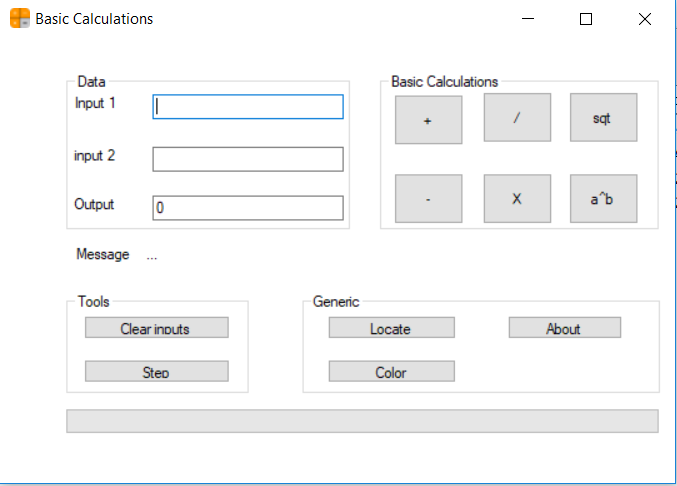 Basic Calculations
Data
Input 1
input 2
Output 0
Basic Calculations
+ / sqt
- X a^b
Message ...
Tools
Clear inputs
Step
Generic
Locate About
Color